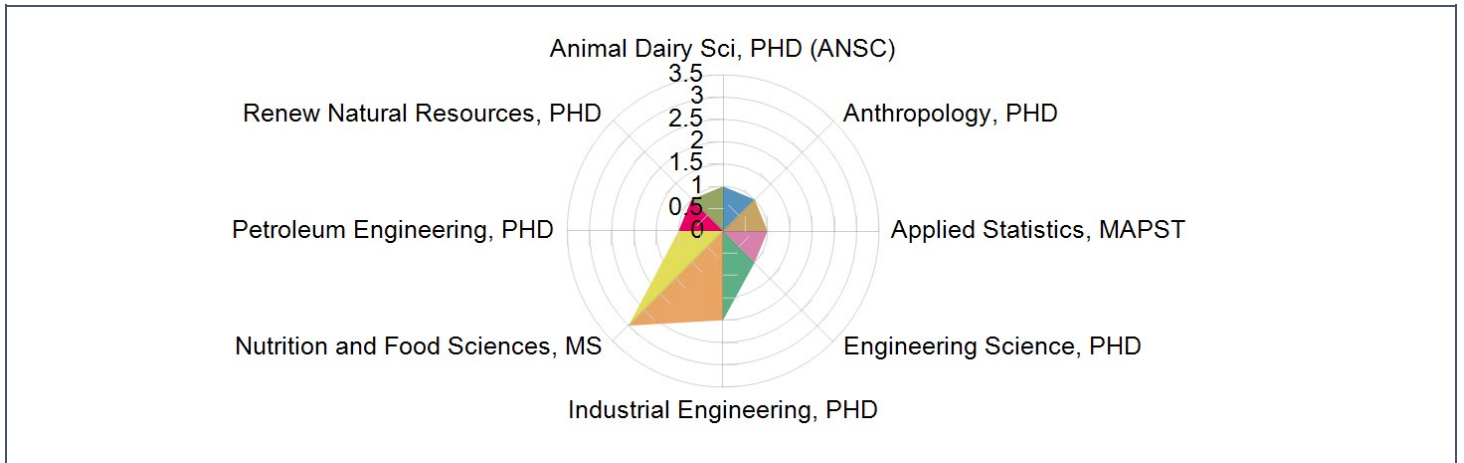 Animal Dairy Sci, PHD (ANSC)
3.5
3
Renew Natural Resources, PHD
2.5
Anthropology, PHD
2
1.5
1
0.5
Petroleum Engineering, PHD
0
Applied Statistics, MAPST
Nutrition and Food Sciences, MS
Engineering Science, PHD
Industrial Engineering, PHD